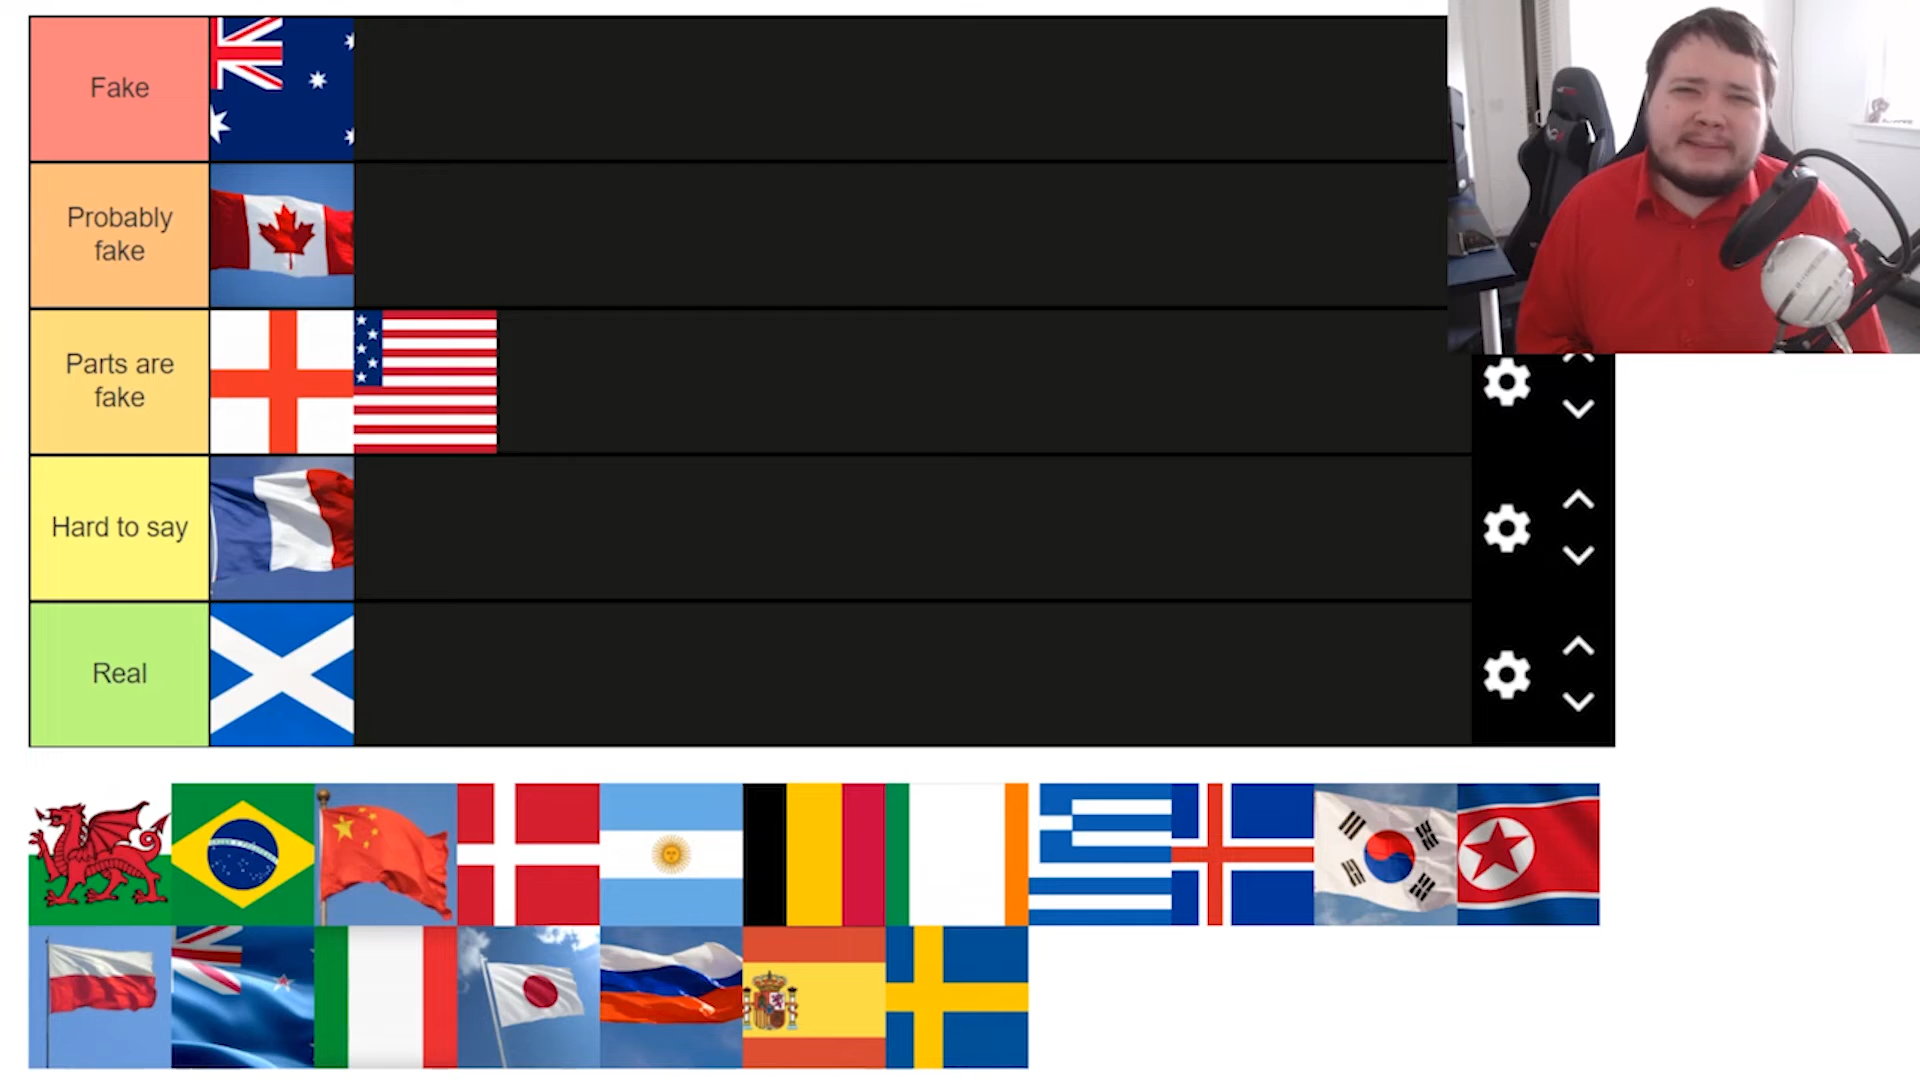 Fake
Probably
fake
Parts are
fake
Hard to say
Real